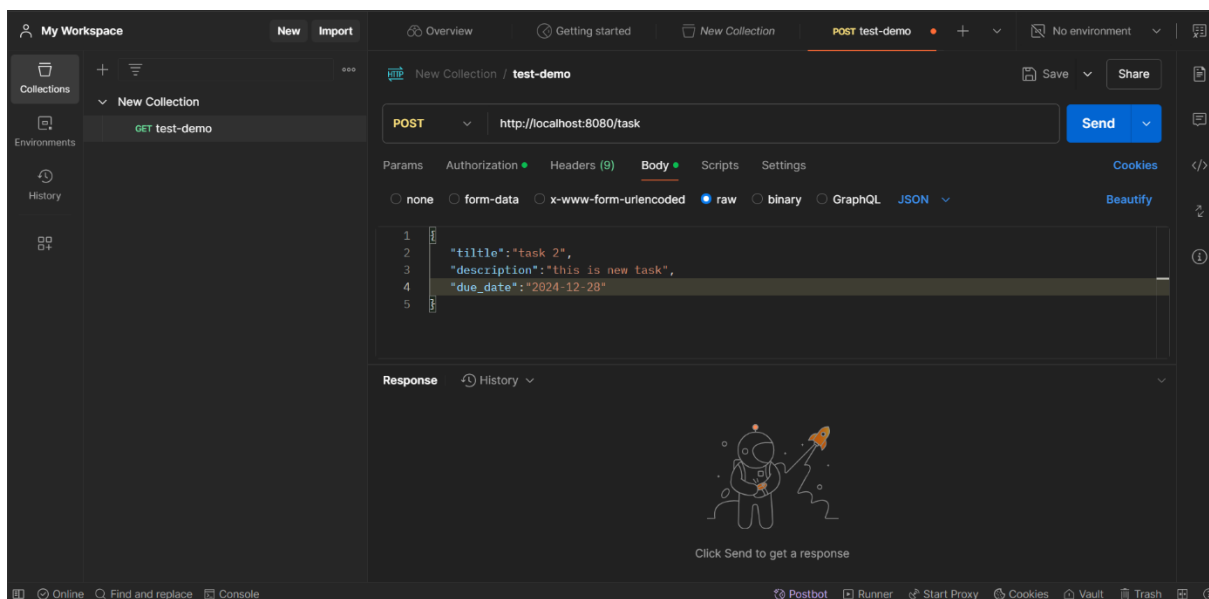 My Workspace New Import Overview Getting started New Collection POST test-demo No environment
Collections
New Collection
GET test-demo
Environments
History
HTTP New Collection / test-demo Save Share
POST http://localhost:8080/task Send
Params Authorization Headers (9) Body Scripts Settings Cookies
none form-data x-www-form-urlencoded raw binary GraphQL JSON Beautify
1 {
2 "tiltle":"task 2",
3 "description":"this is new task",
4 "due_date":"2024-12-28"
5 }
Response History
Click Send to get a response
Online Find and replace Console Postbot Runner Start Proxy Cookies Vault Trash